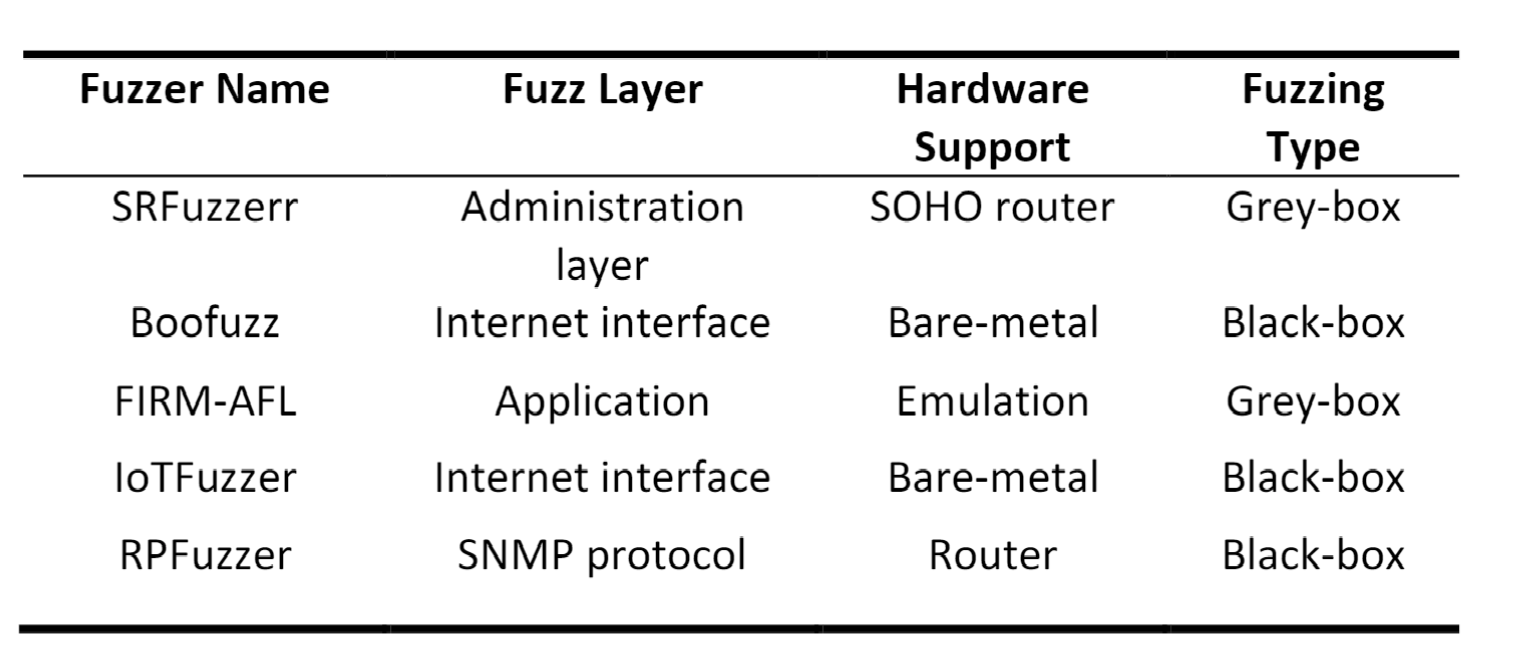 Fuzzer Name Fuzz Layer Hardware Fuzzing
Support Type
SRFuzzerr Administration SOHO router Grey-box
layer
Boofuzz Internet interface Bare-metal Black-box
FIRM-AFL Application Emulation Grey-box
IoTFuzzer Internet interface Bare-metal Black-box
RPFuzzer SNMP protocol Router Black-box